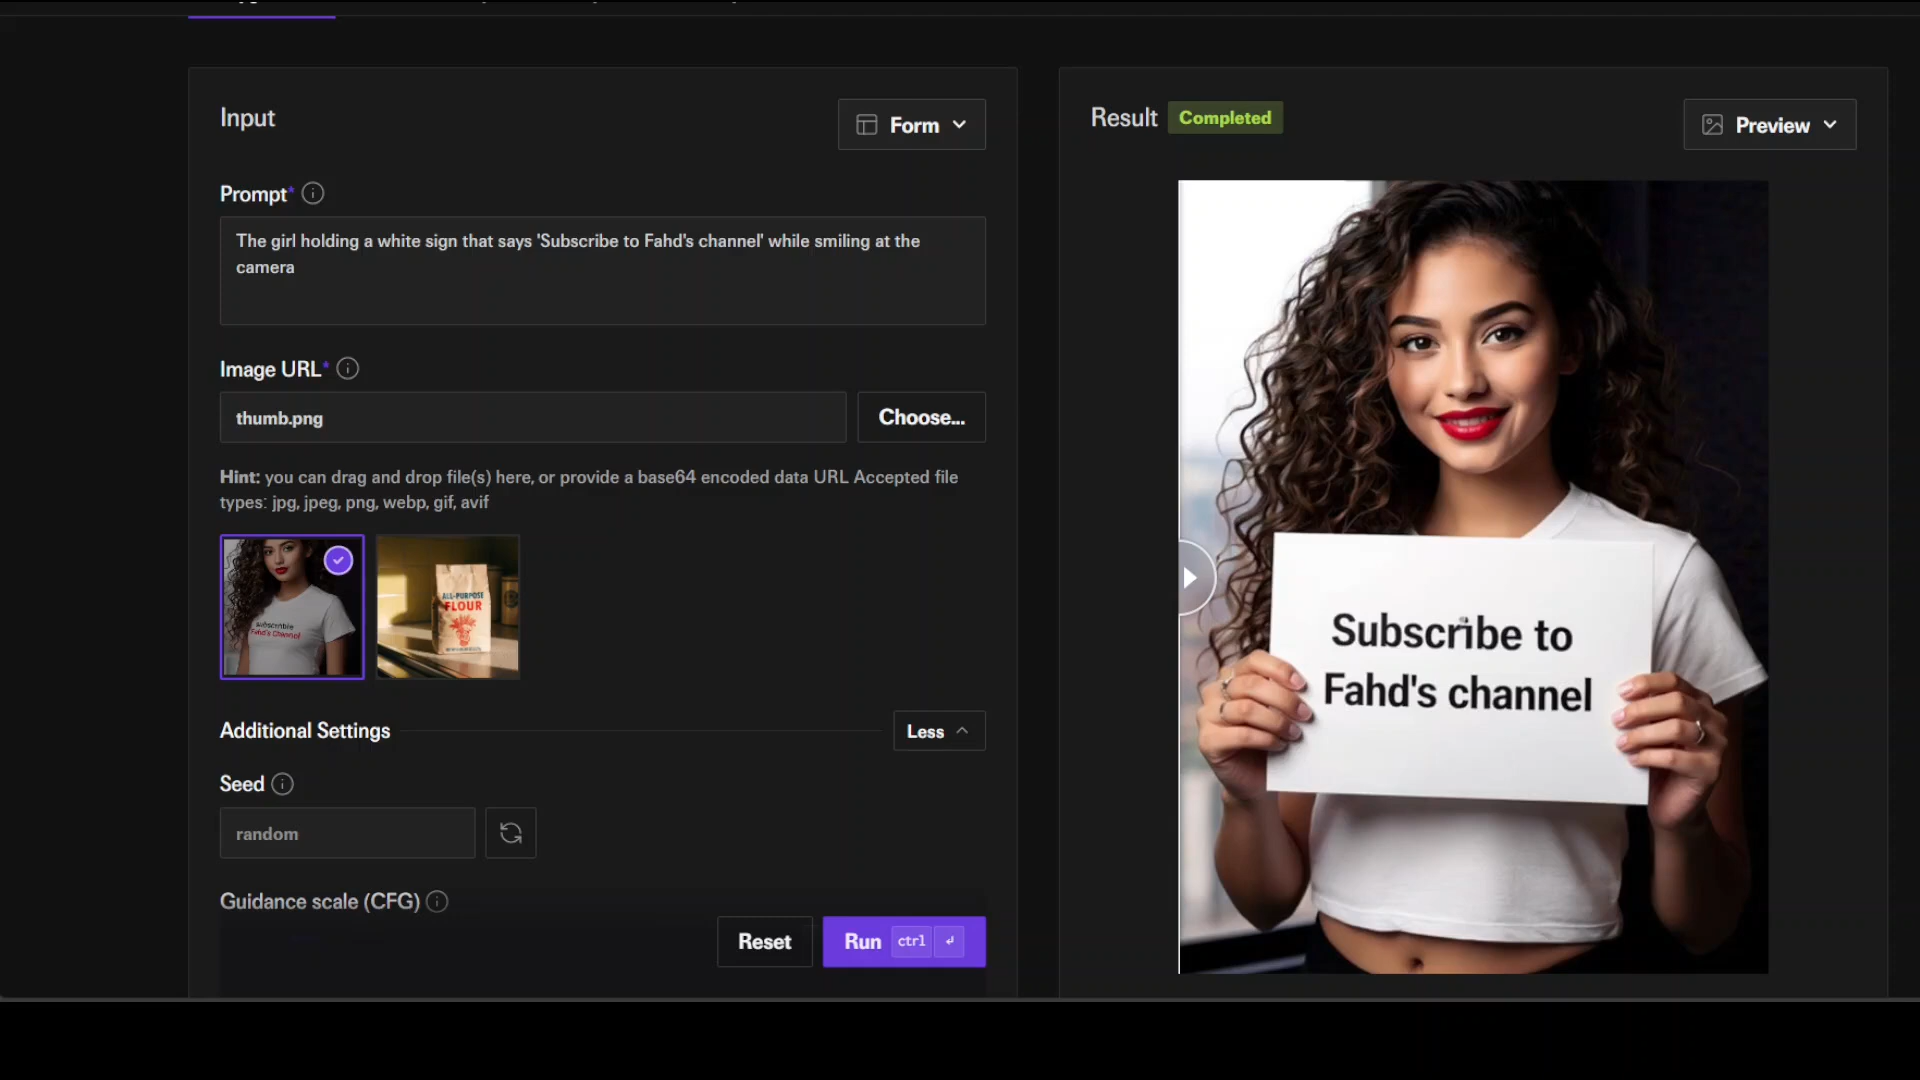 Input
Form
Prompt*
The girl holding a white sign that says 'Subscribe to Fahd's channel' while smiling at the
camera
Image URL*
thumb.png
Choose...
Hint: you can drag and drop file(s) here, or provide a base64 encoded data URL Accepted file
types: jpg, jpeg, png, webp, gif, avif
Fahd's Channel
ALL-PURPOSE
FLOUR
Additional Settings
Less
Seed
random
Guidance scale (CFG)
Reset
Run ctrl
Result Completed
Preview
Subscribe to
Fahd's channel